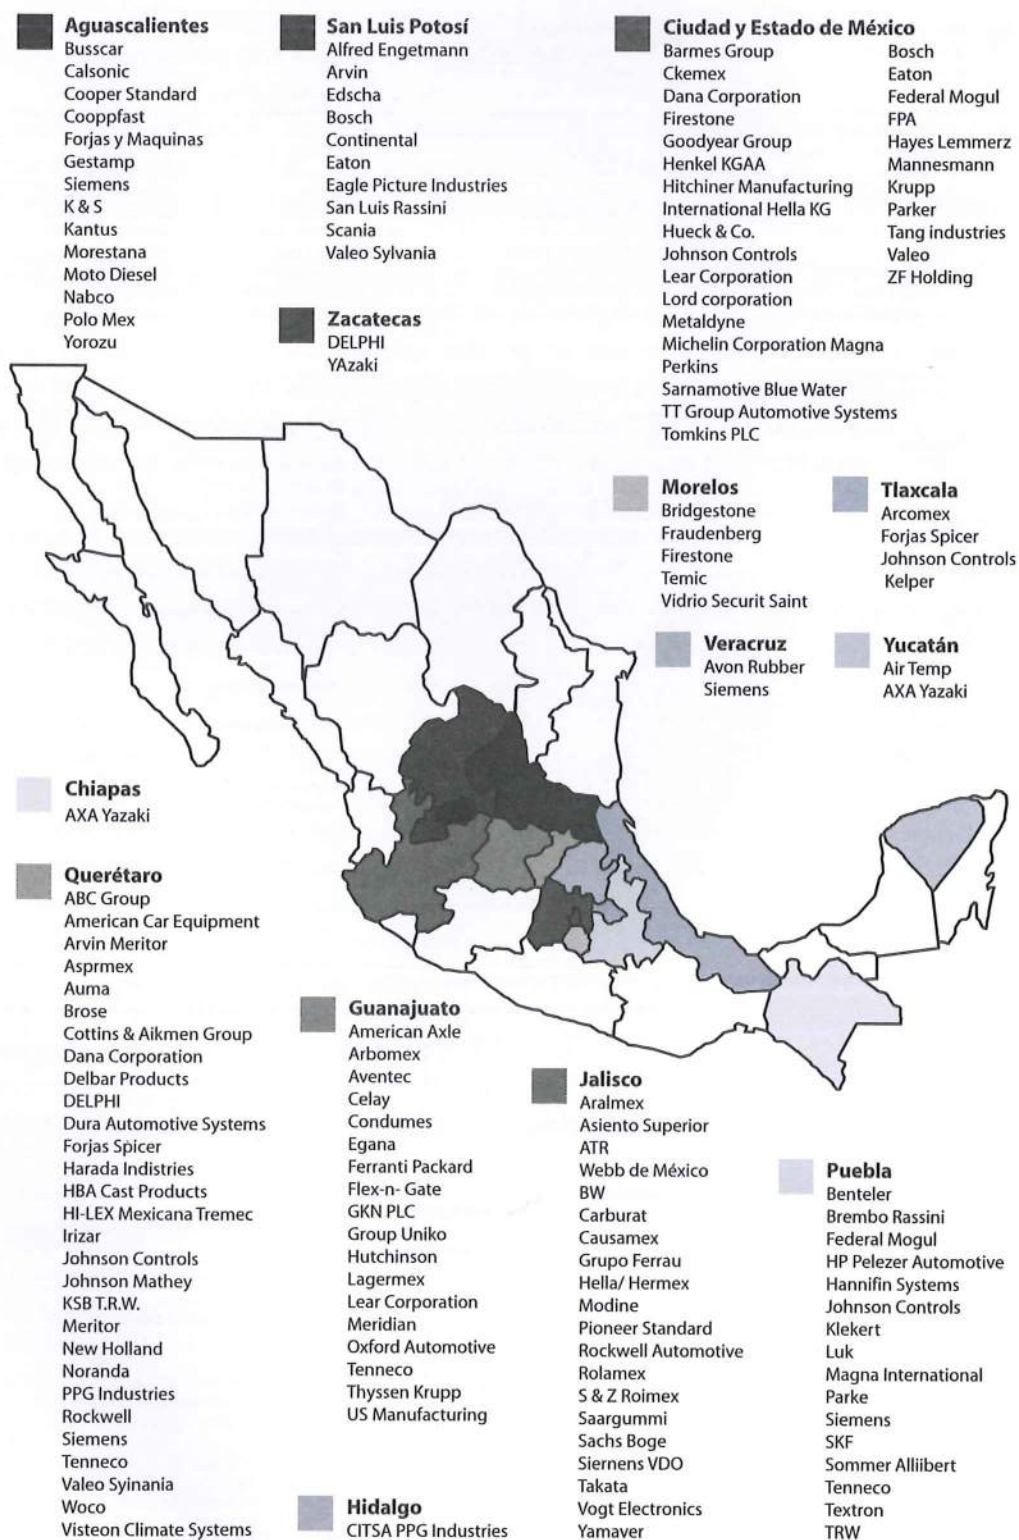 Aguascalientes
Busscar
Calsonic
Cooper Standard
Cooppfast
Forjas y Maquinas
Gestamp
Siemens
K & S
Kantus
Morestana
Moto Diesel
Nabco
Polo Mex
Yorozu
San Luis Potosí
Alfred Engetmann
Arvin
Edscha
Bosch
Continental
Eaton
Eagle Picture Industries
San Luis Rassini
Scania
Valeo Sylvania
Zacatecas
DELPHI
YAzaki
Ciudad y Estado de México
Barmes Group
Ckemex
Dana Corporation
Firestone
Goodyear Group
Henkel KGAA
Hitchiner Manufacturing
International Hella KG
Hueck & Co.
Johnson Controls
Lear Corporation
Lord corporation
Metaldyne
Michelin Corporation Magna
Perkins
Sarnamotive Blue Water
TT Group Automotive Systems
Tomkins PLC
Bosch
Eaton
Federal Mogul
FPA
Hayes Lemmerz
Mannesmann
Krupp
Parker
Tang industries
Valeo
ZF Holding
Morelos
Bridgestone
Fraudenberg
Firestone
Temic
Vidrio Securit Saint
Tlaxcala
Arcomex
Forjas Spicer
Johnson Controls
Kelper
Veracruz
Avon Rubber
Siemens
Yucatán
Air Temp
AXA Yazaki
Chiapas
AXA Yazaki
Querétaro
ABC Group
American Car Equipment
Arvin Meritor
Asprmex
Auma
Brose
Cottins & Aikmen Group
Dana Corporation
Delbar Products
DELPHI
Dura Automotive Systems
Forjas Spicer
Harada Indistries
HBA Cast Products
HI-LEX Mexicana Tremec
Irizar
Johnson Controls
Johnson Mathey
KSB T.R.W.
Meritor
New Holland
Noranda
PPG Industries
Rockwell
Siemens
Tenneco
Valeo Syinania
Woco
Visteon Climate Systems
Guanajuato
American Axle
Arbomex
Aventec
Celay
Condumes
Egana
Ferranti Packard
Flex-n- Gate
GKN PLC
Group Uniko
Hutchinson
Lagermex
Lear Corporation
Meridian
Oxford Automotive
Tenneco
Thyssen Krupp
US Manufacturing
Hidalgo
CITSA PPG Industries
Jalisco
Aralmex
Asiento Superior
ATR
Webb de México
BW
Carburat
Causamex
Grupo Ferrau
Hella/ Hermex
Modine
Pioneer Standard
Rockwell Automotive
Rolamex
S & Z Roimex
Saargummi
Sachs Boge
Siernens VDO
Takata
Vogt Electronics
Yamaver
Puebla
Benteler
Brembo Rassini
Federal Mogul
HP Pelezer Automotive
Hannifin Systems
Johnson Controls
Klekert
Luk
Magna International
Parke
Siemens
SKF
Sommer Alliibert
Tenneco
Textron
TRW